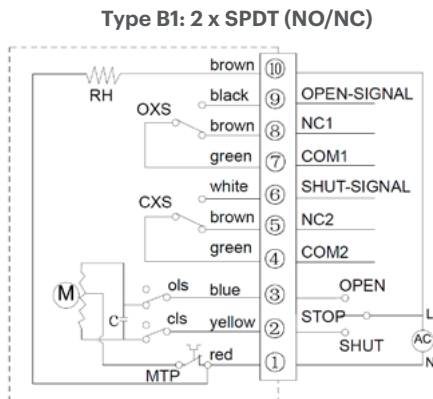 Type B1: 2 x SPDT (NO/NC)
brown ⑩
RH
black ⑨ OPEN-SIGNAL
OXS
brown ⑧ NC1
green ⑦ COM1
white ⑥ SHUT-SIGNAL
CXS
brown ⑤ NC2
green ④ COM2
M ols blue ③ OPEN
C cls yellow ② STOP L
SHUT AC
red ① N
MTP